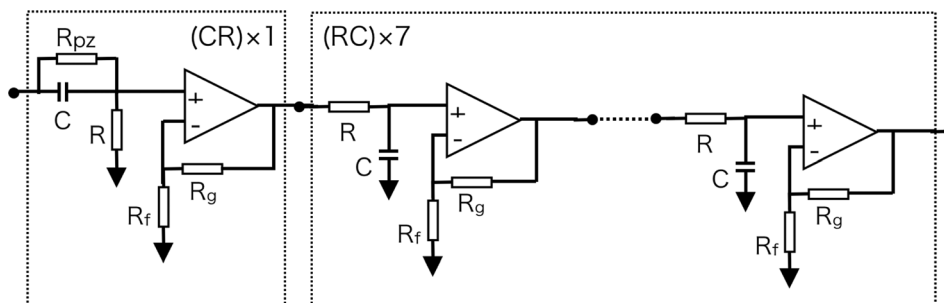 Rpz
(CR)×1
(RC)×7
C
R
+
-
Rf
Rg
R
C
+
-
Rf
Rg
R
C
+
-
Rf
Rg